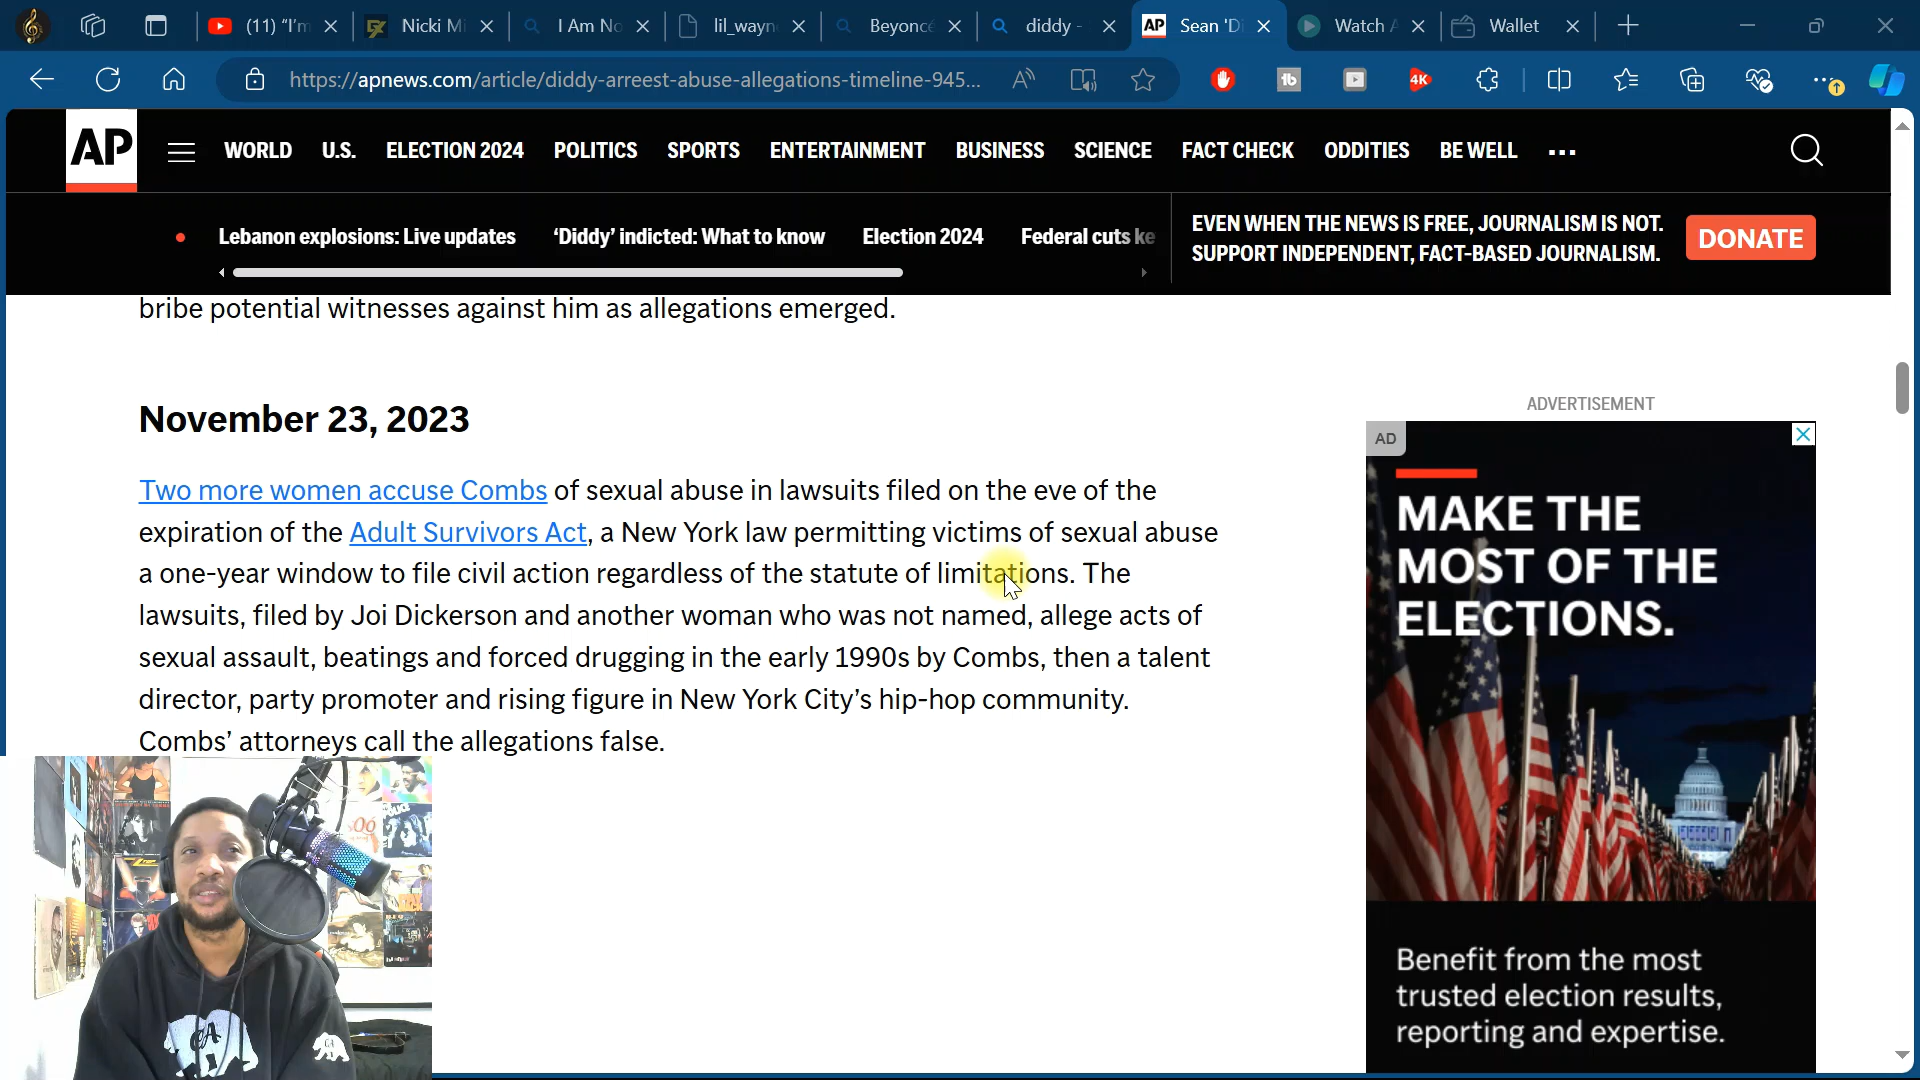 (11) "I'm
Nicki Mi
I Am No
lil_wayn
Beyoncé
diddy -
AP
Sean 'Di
Watch A
Wallet
https://apnews.com/article/diddy-arreest-abuse-allegations-timeline-945...
AP
WORLD
U.S.
ELECTION 2024
POLITICS
SPORTS
ENTERTAINMENT
BUSINESS
SCIENCE
FACT CHECK
ODDITIES
BE WELL
...
Lebanon explosions: Live updates
‘Diddy’ indicted: What to know
Election 2024
Federal cuts ke
EVEN WHEN THE NEWS IS FREE, JOURNALISM IS NOT.
SUPPORT INDEPENDENT, FACT-BASED JOURNALISM.
DONATE
bribe potential witnesses against him as allegations emerged.
November 23, 2023
Two more women accuse Combs of sexual abuse in lawsuits filed on the eve of the
expiration of the Adult Survivors Act, a New York law permitting victims of sexual abuse
a one-year window to file civil action regardless of the statute of limitations. The
lawsuits, filed by Joi Dickerson and another woman who was not named, allege acts of
sexual assault, beatings and forced drugging in the early 1990s by Combs, then a talent
director, party promoter and rising figure in New York City’s hip-hop community.
Combs’ attorneys call the allegations false.
ADVERTISEMENT
AD
MAKE THE
MOST OF THE
ELECTIONS.
Benefit from the most
trusted election results,
reporting and expertise.
CA